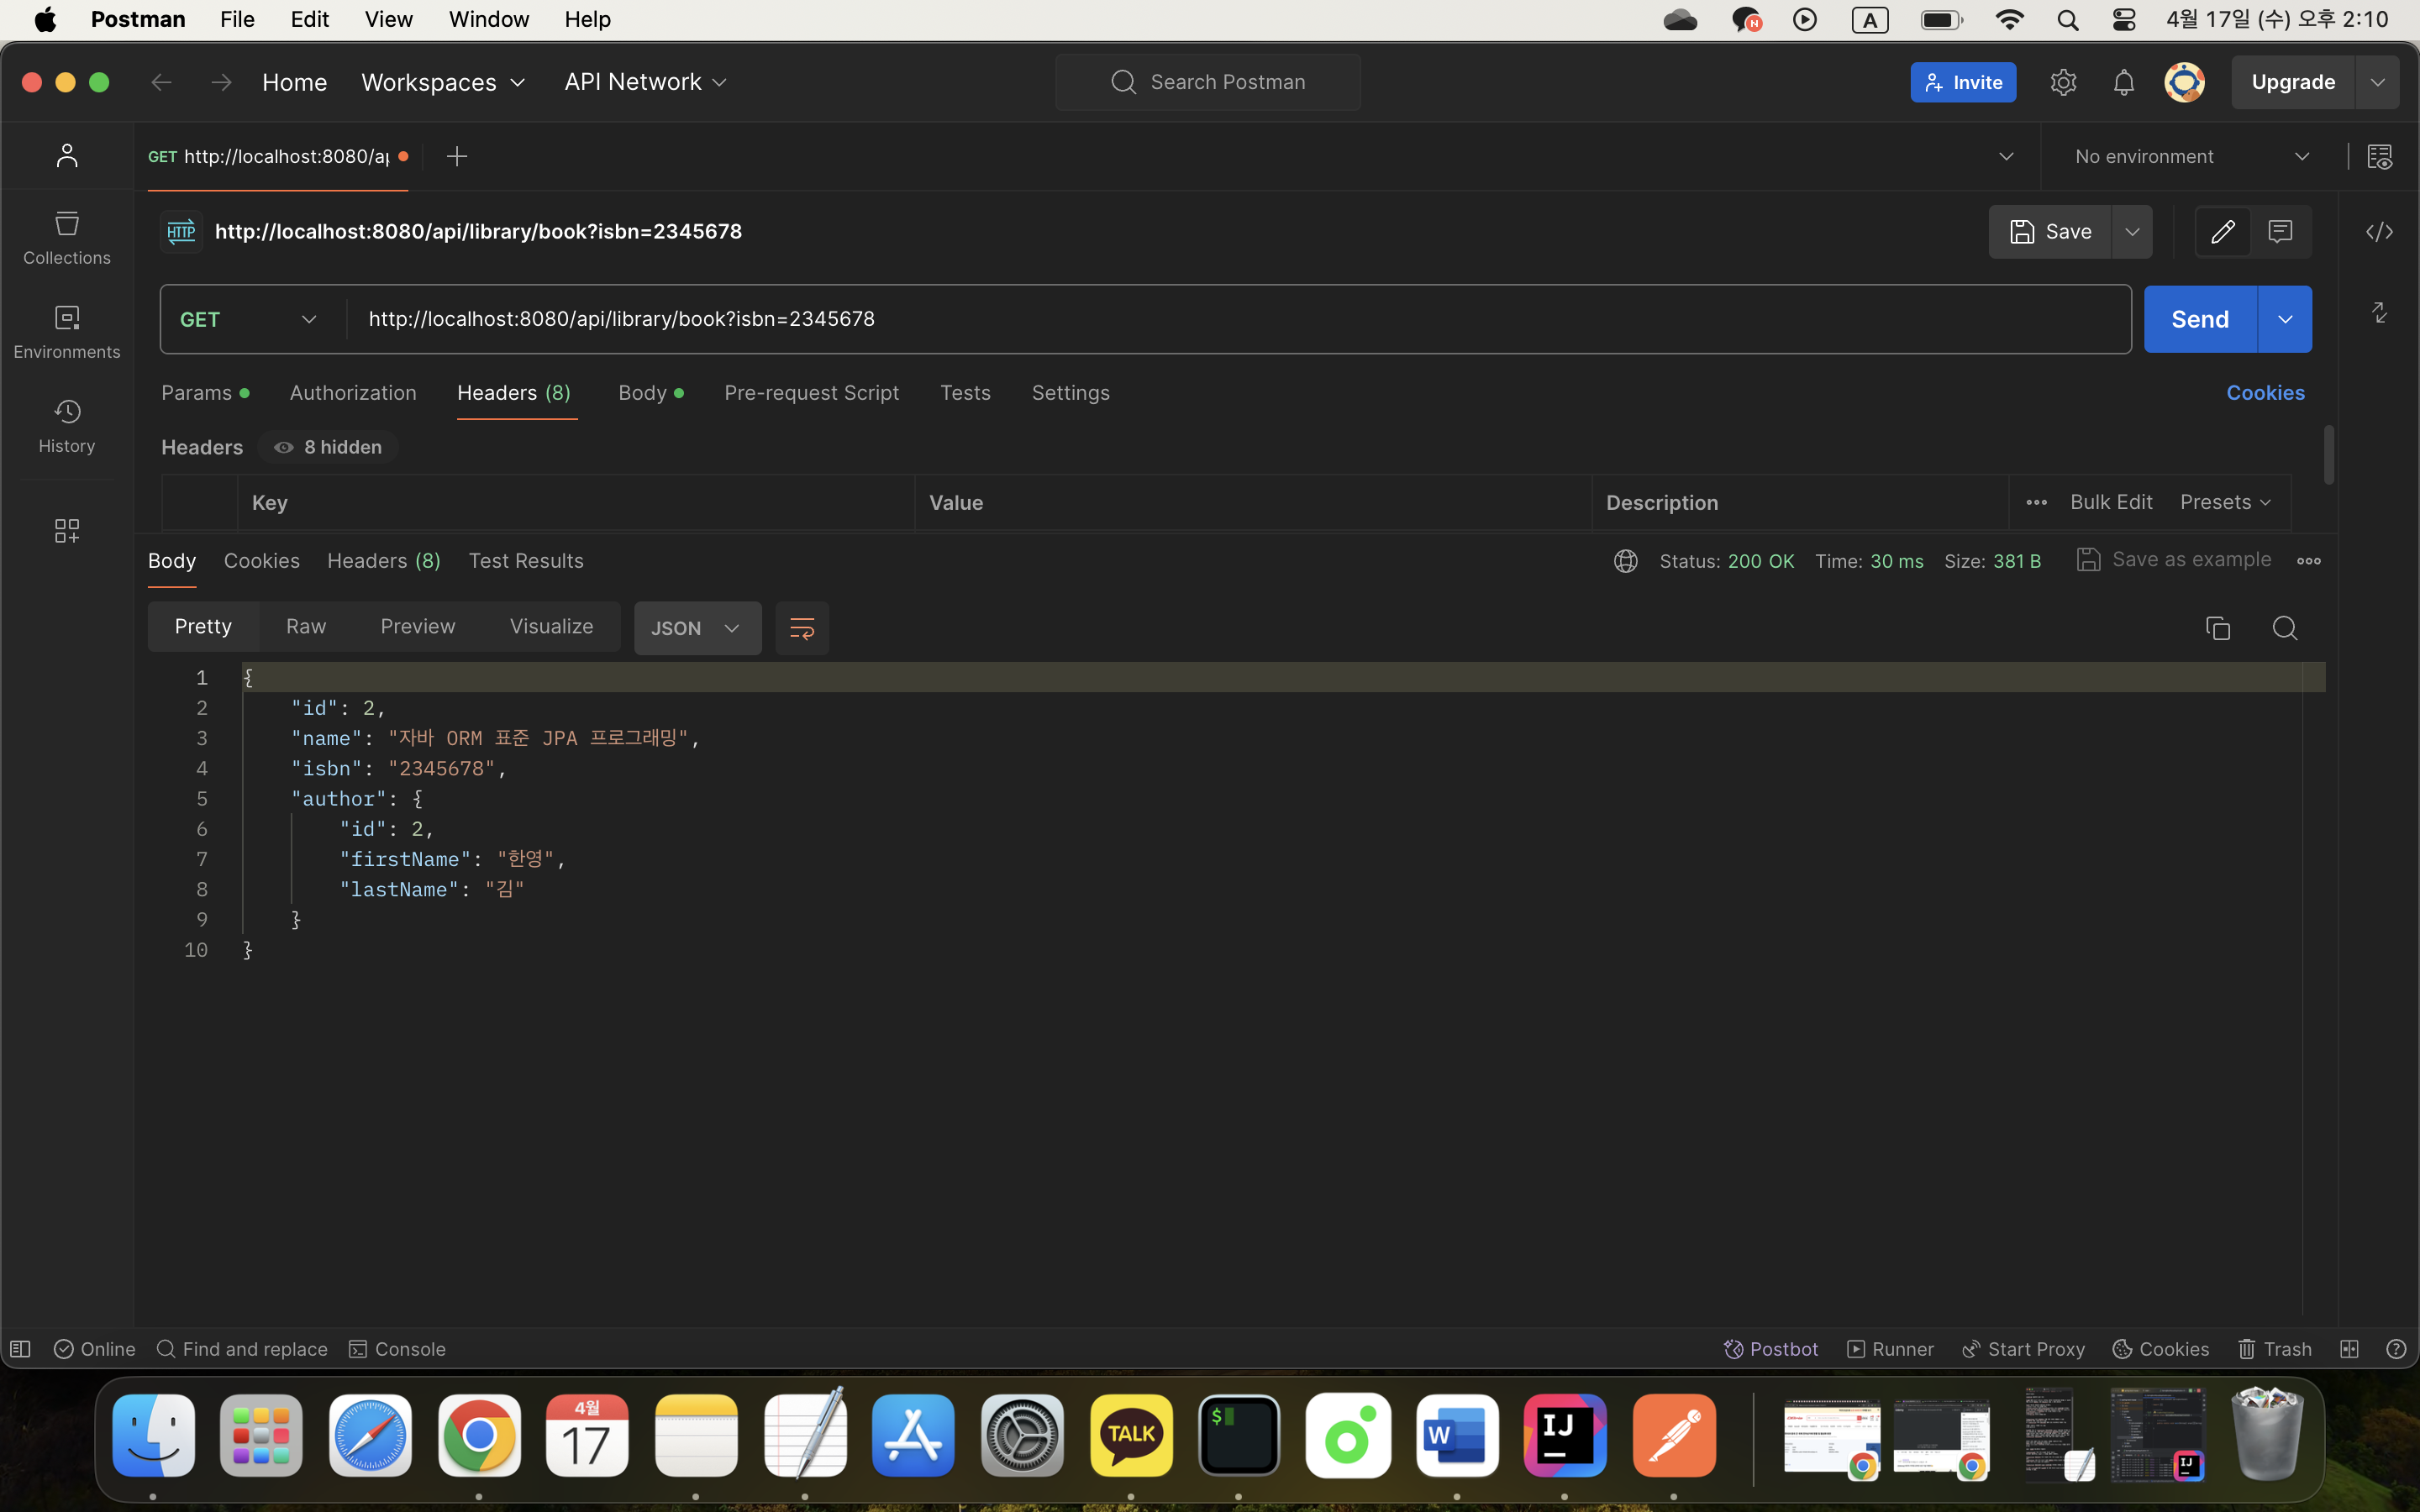 Postman File Edit View Window Help A 4월 17일 (수) 오후 2:10
Home Workspaces API Network Search Postman Invite Upgrade
GET http://localhost:8080/ap No environment
HTTP http://localhost:8080/api/library/book?isbn=2345678 Save
Collections
GET http://localhost:8080/api/library/book?isbn=2345678 Send
Environments
Params Authorization Headers (8) Body Pre-request Script Tests Settings Cookies
History
Headers 8 hidden
Key Value Description Bulk Edit Presets
Body Cookies Headers (8) Test Results Status: 200 OK Time: 30 ms Size: 381 B Save as example
Pretty Raw Preview Visualize JSON
1 {
2 "id": 2,
3 "name": "자바 ORM 표준 JPA 프로그래밍",
4 "isbn": "2345678",
5 "author": {
6 "id": 2,
7 "firstName": "한영",
8 "lastName": "김"
9 }
10 }
Online Find and replace Console Postbot Runner Start Proxy Cookies Trash
4월
17
TALK
$
W
IJ
IJ